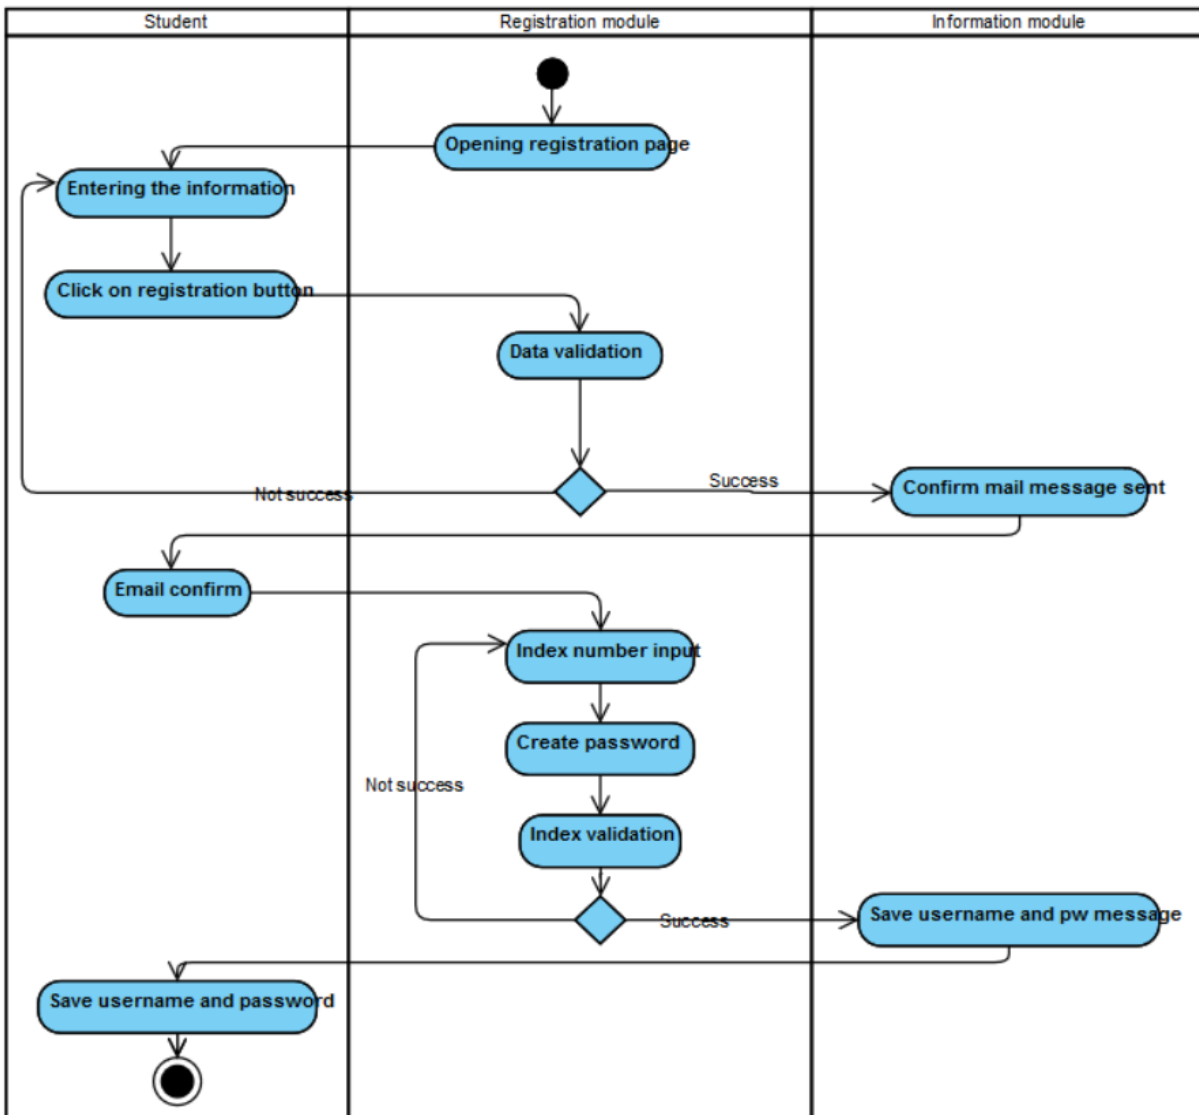 Student
Registration module
Information module
Opening registration page
Entering the information
Click on registration button
Data validation
Not success
Success
Confirm mail message sent
Email confirm
Index number input
Create password
Not success
Index validation
Success
Save username and pw message
Save username and password